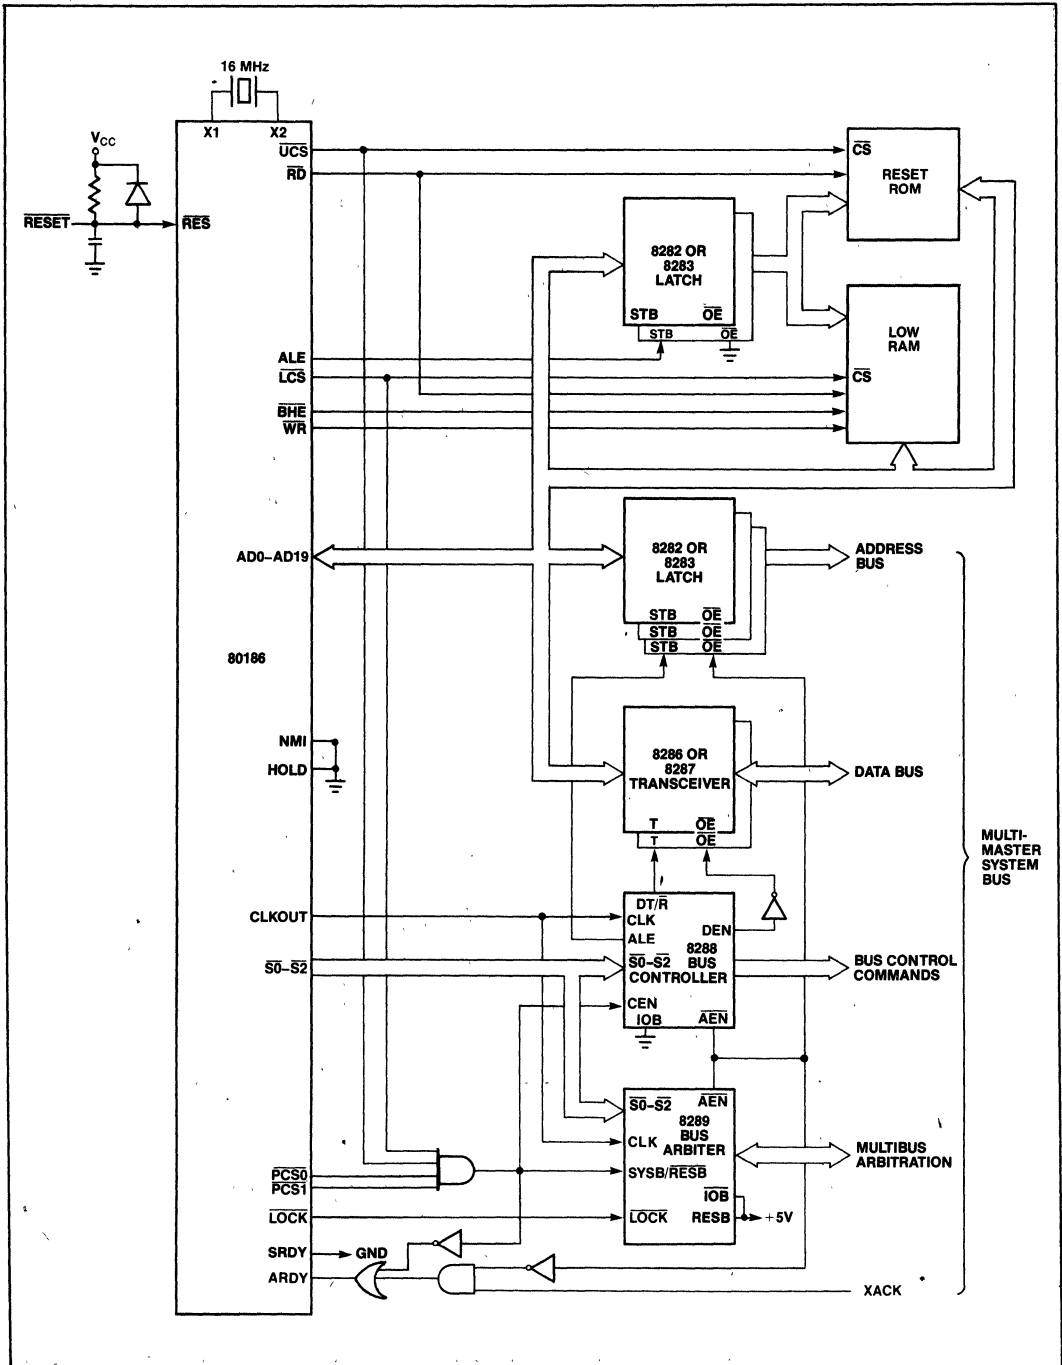 16 MHz
X1 X2
VCC
RESET
RES
UCS
RD
CS
RESET
ROM
8282 OR
8283
LATCH
STB OE
STB OE
LOW
RAM
ALE
LCS
CS
BHE
WR
AD0–AD19
8282 OR
8283
LATCH
STB OE
STB OE
STB OE
ADDRESS
BUS
80186
NMI
HOLD
8286 OR
8287
TRANSCEIVER
T OE
T OE
DATA BUS
MULTI-
MASTER
SYSTEM
BUS
CLKOUT
DT/R
CLK
ALE
DEN
8288
BUS
CONTROLLER
S0–S2
S0–S2
CEN
IOB
AEN
BUS CONTROL
COMMANDS
S0–S2
AEN
8289
BUS
ARBITER
CLK
SYSB/RESB
IOB
RESB
+5V
LOCK
MULTIBUS
ARBITRATION
PCS0
PCS1
LOCK
SRDY
GND
ARDY
XACK